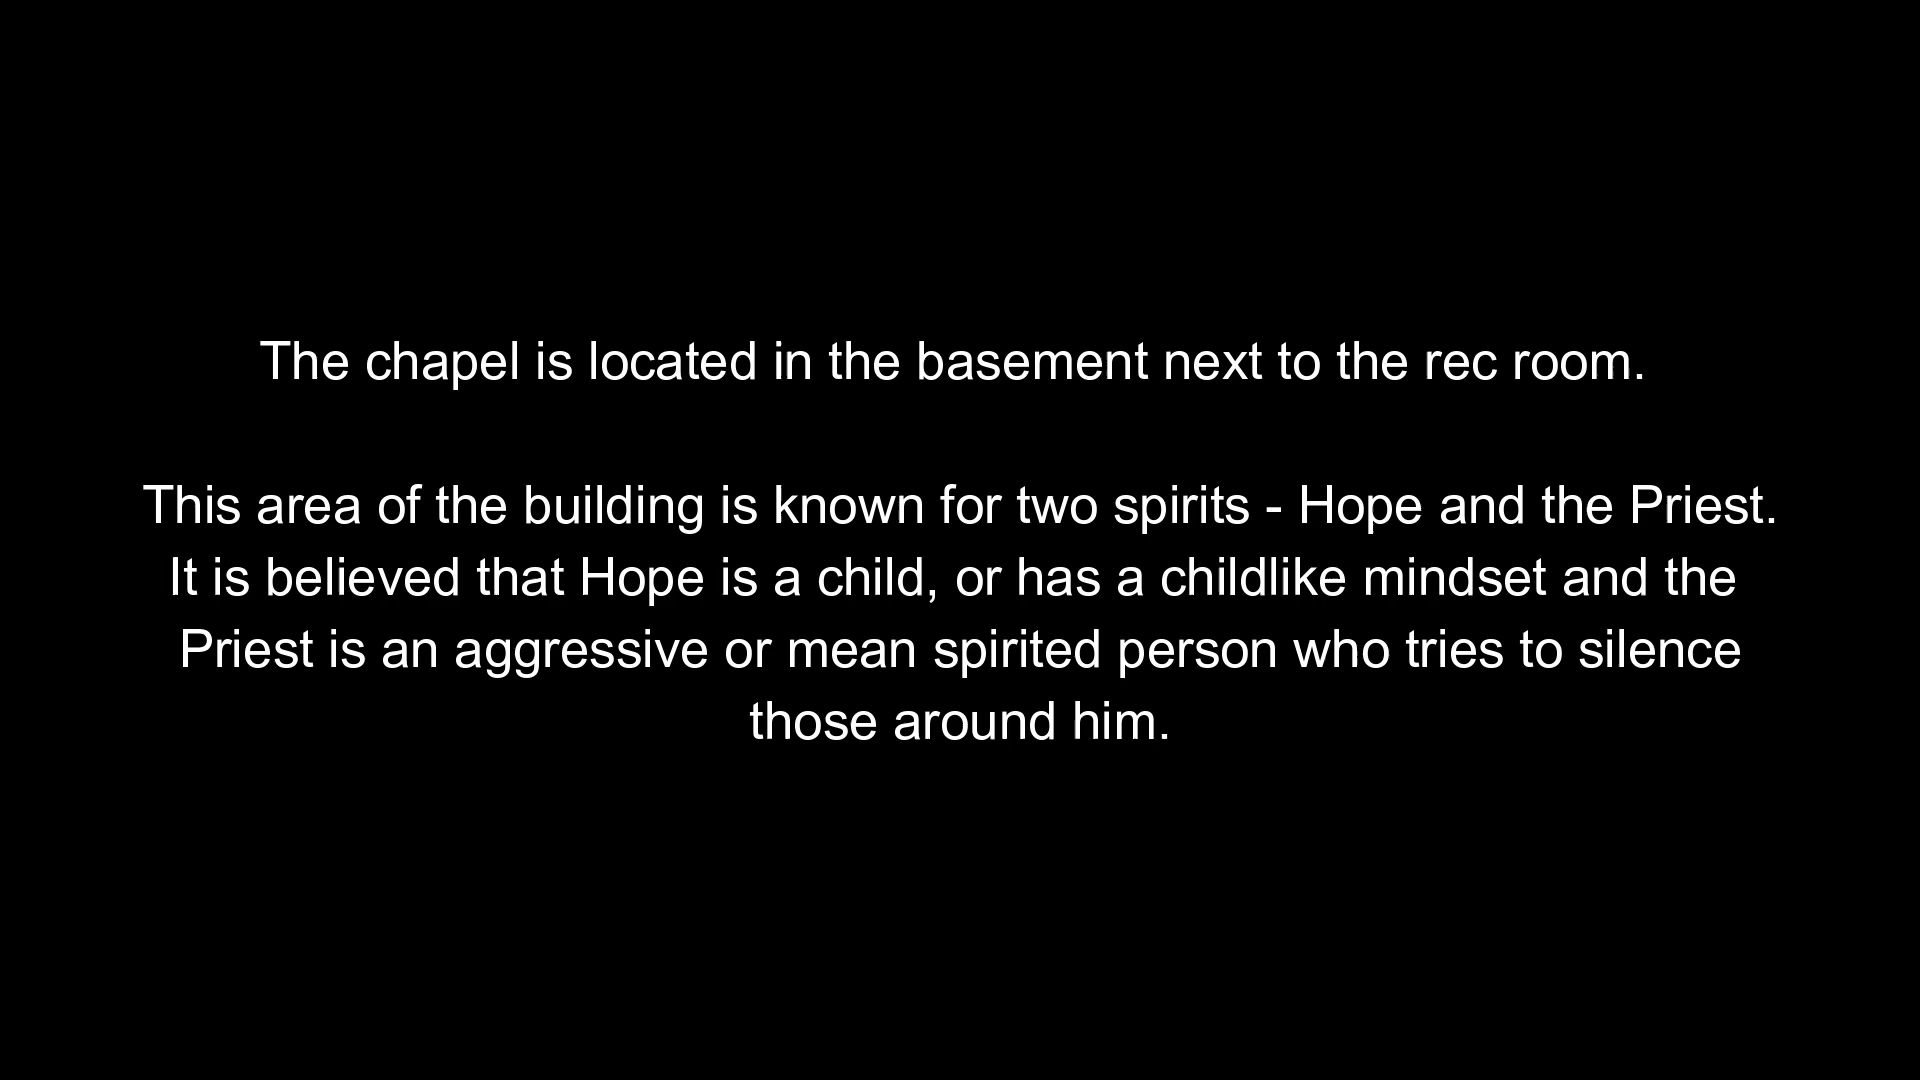 The chapel is located in the basement next to the rec room.
This area of the building is known for two spirits - Hope and the Priest.
It is believed that Hope is a child, or has a childlike mindset and the
Priest is an aggressive or mean spirited person who tries to silence
those around him.